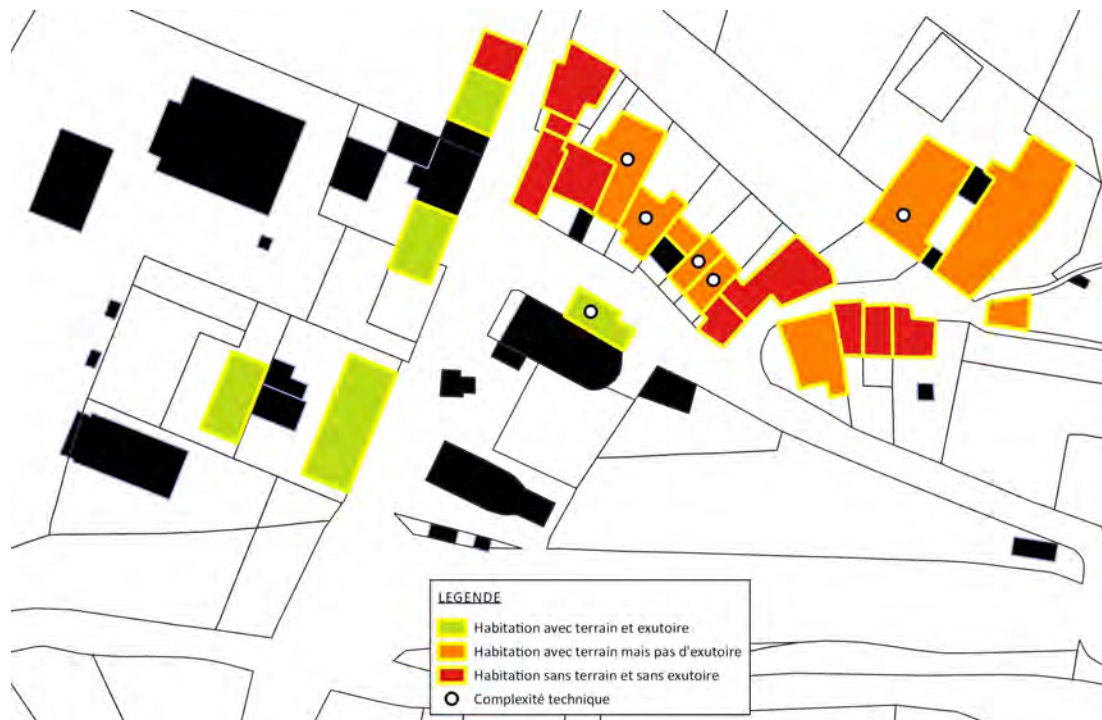 LEGENDE
Habitation avec terrain et exutoire
Habitation avec terrain mais pas d'exutoire
Habitation sans terrain et sans exutoire
Complexité technique